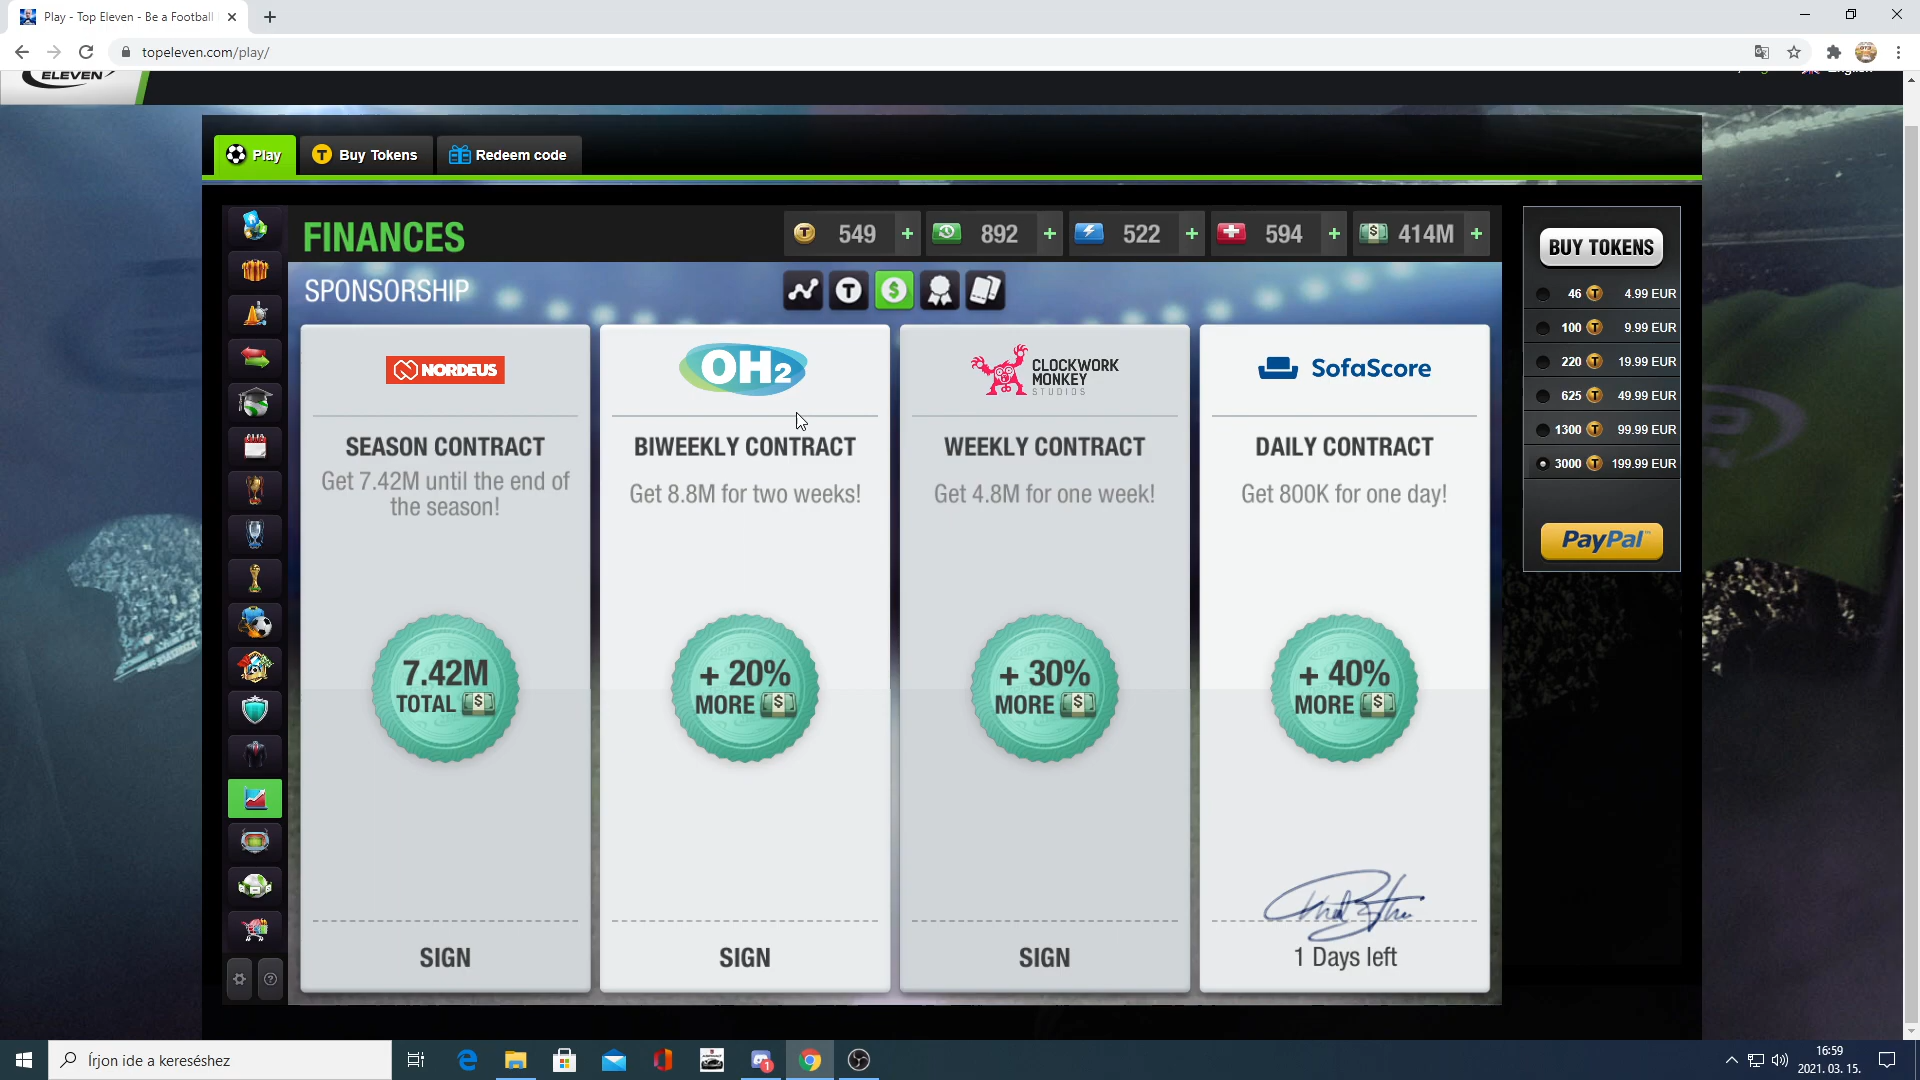 Play - Top Eleven - Be a Football
topeleven.com/play/
ELEVEN
Play
Buy Tokens
Redeem code
FINANCES
549 +
892 +
522 +
594 +
414M +
SPONSORSHIP
NORDEUS
SEASON CONTRACT
Get 7.42M until the end of
the season!
7.42M
TOTAL
SIGN
OH2
BIWEEKLY CONTRACT
Get 8.8M for two weeks!
+ 20%
MORE
SIGN
CLOCKWORK
MONKEY
STUDIOS
WEEKLY CONTRACT
Get 4.8M for one week!
+ 30%
MORE
SIGN
SofaScore
DAILY CONTRACT
Get 800K for one day!
+ 40%
MORE
1 Days left
BUY TOKENS
46 T 4.99 EUR
100 T 9.99 EUR
220 T 19.99 EUR
625 T 49.99 EUR
1300 T 99.99 EUR
3000 T 199.99 EUR
PayPal
Írjon ide a kereséshez
16:59
2021. 03. 15.